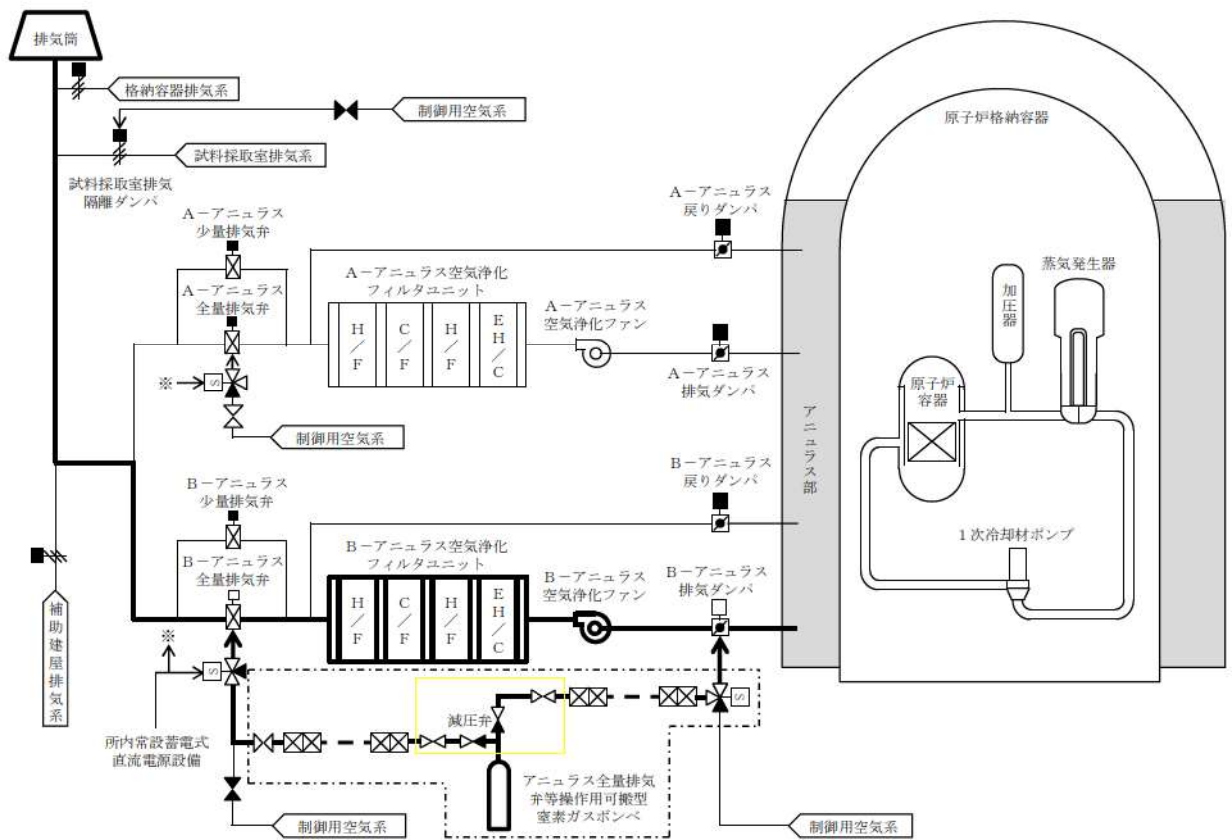 排気筒
格納容器排気系
制御用空気系
試料採取室排気系
試料採取室排気
隔離ダンパ
A-アニュラス
少量排気弁
A-アニュラス
全量排気弁
A-アニュラス空気浄化
フィルタユニット
H/F
C/F
H/F
EH/C
A-アニュラス
空気浄化ファン
A-アニュラス
戻りダンパ
A-アニュラス
排気ダンパ
※
S
制御用空気系
原子炉格納容器
蒸気発生器
加圧器
原子炉
容器
アニュラス部
1次冷却材ポンプ
B-アニュラス
少量排気弁
B-アニュラス
全量排気弁
B-アニュラス空気浄化
フィルタユニット
H/F
C/F
H/F
EH/C
B-アニュラス
空気浄化ファン
B-アニュラス
戻りダンパ
B-アニュラス
排気ダンパ
補助建屋排気系
※
S
所内常設蓄電式
直流電源設備
減圧弁
S
アニュラス全量排気
弁等操作用可搬型
窒素ガスボンベ
制御用空気系
制御用空気系